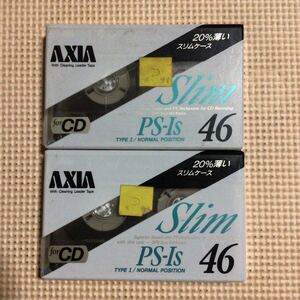 AXIA
With Cleaning Leader Tape
20%薄い
スリムケース
Slim
for CD
PS-Is 46
TYPE I / NORMAL POSITION
AXIA
With Cleaning Leader Tape
20%薄い
スリムケース
Slim
for CD
PS-Is 46
TYPE I / NORMAL POSITION